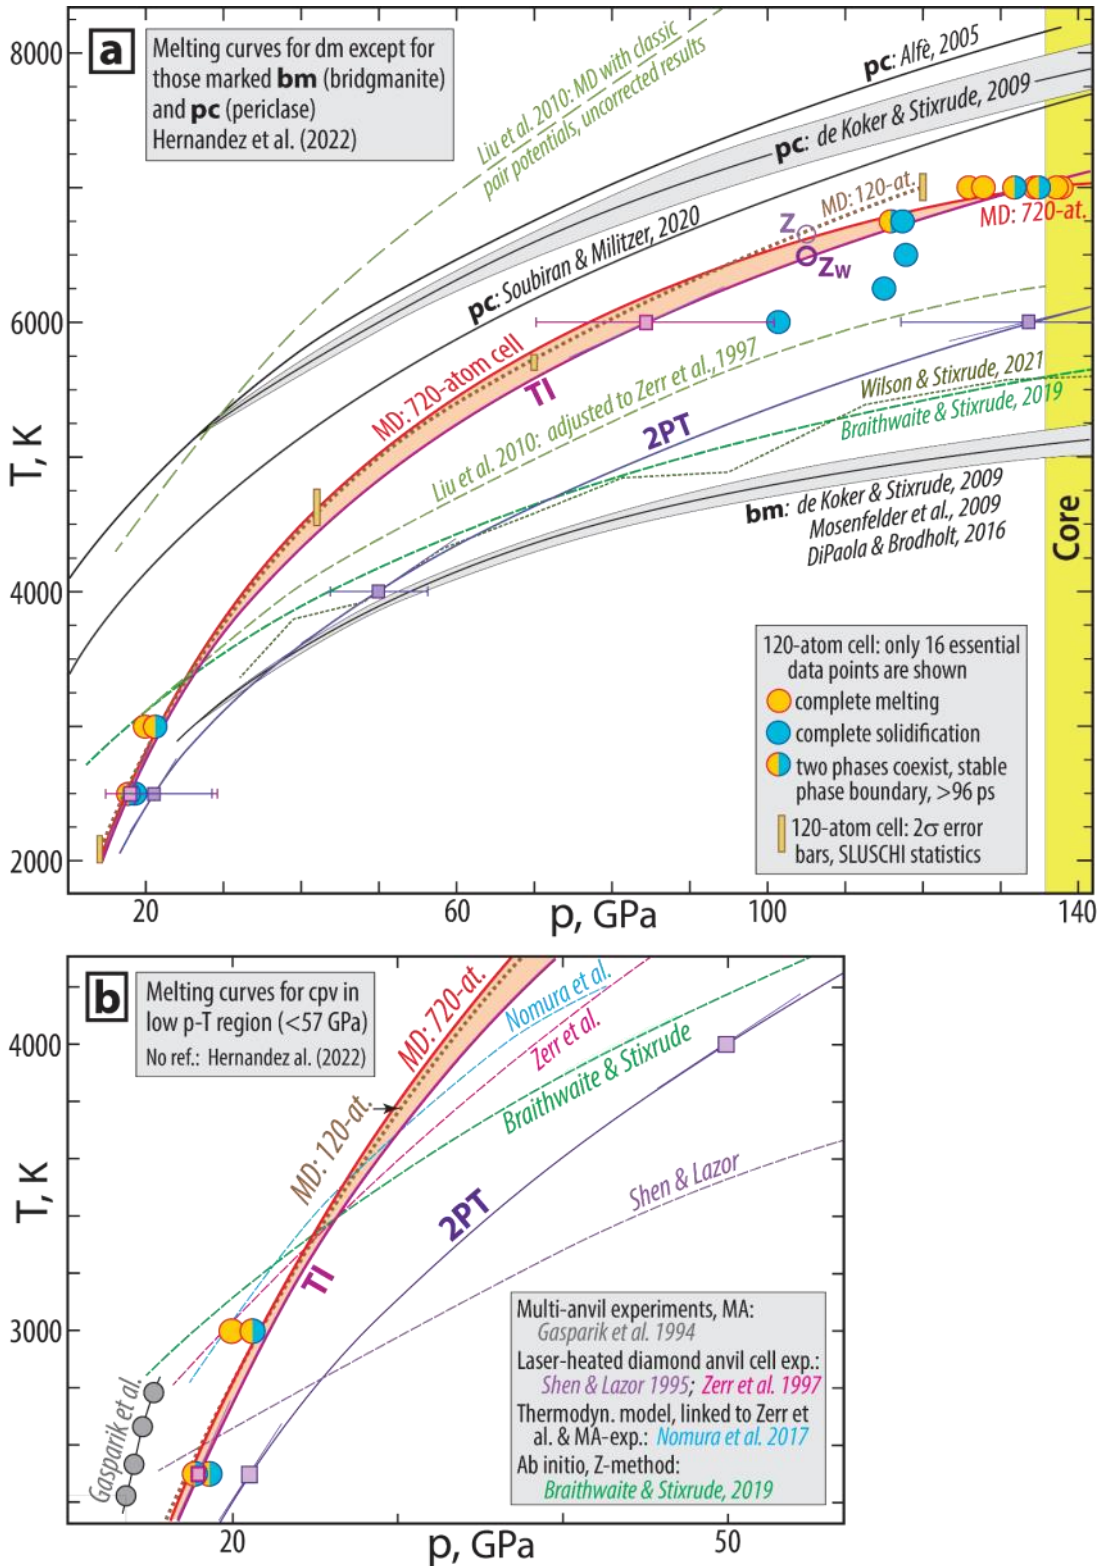 a
Melting curves for dm except for
those marked bm (bridgmanite)
and pc (periclase)
Hernandez et al. (2022)
Liu et al. 2010: MD with classic
pair potentials, uncorrected results
pc: Alfè, 2005
pc: de Koker & Stixrude, 2009
pc: Soubiran & Militzer, 2020
MD: 120-at.
MD: 720-at.
Z
Zw
MD: 720-atom cell
TI
Liu et al. 2010: adjusted to Zerr et al., 1997
2PT
Wilson & Stixrude, 2021
Braithwaite & Stixrude, 2019
bm: de Koker & Stixrude, 2009
Mosenfelder et al., 2009
DiPaola & Brodholt, 2016
Core
120-atom cell: only 16 essential
data points are shown
complete melting
complete solidification
two phases coexist, stable
phase boundary, >96 ps
120-atom cell: 2σ error
bars, SLUSCHI statistics
8000
6000
4000
2000
T, K
20
60
100
140
p, GPa
b
Melting curves for cpv in
low p-T region (<57 GPa)
No ref.: Hernandez al. (2022)
MD: 720-at.
Nomura et al.
Zerr et al.
Braithwaite & Stixrude
MD: 120-at.
Shen & Lazor
2PT
TI
Gasparik et al.
Multi-anvil experiments, MA:
Gasparik et al. 1994
Laser-heated diamond anvil cell exp.:
Shen & Lazor 1995; Zerr et al. 1997
Thermodyn. model, linked to Zerr et
al. & MA-exp.: Nomura et al. 2017
Ab initio, Z-method:
Braithwaite & Stixrude, 2019
4000
3000
T, K
20
50
p, GPa